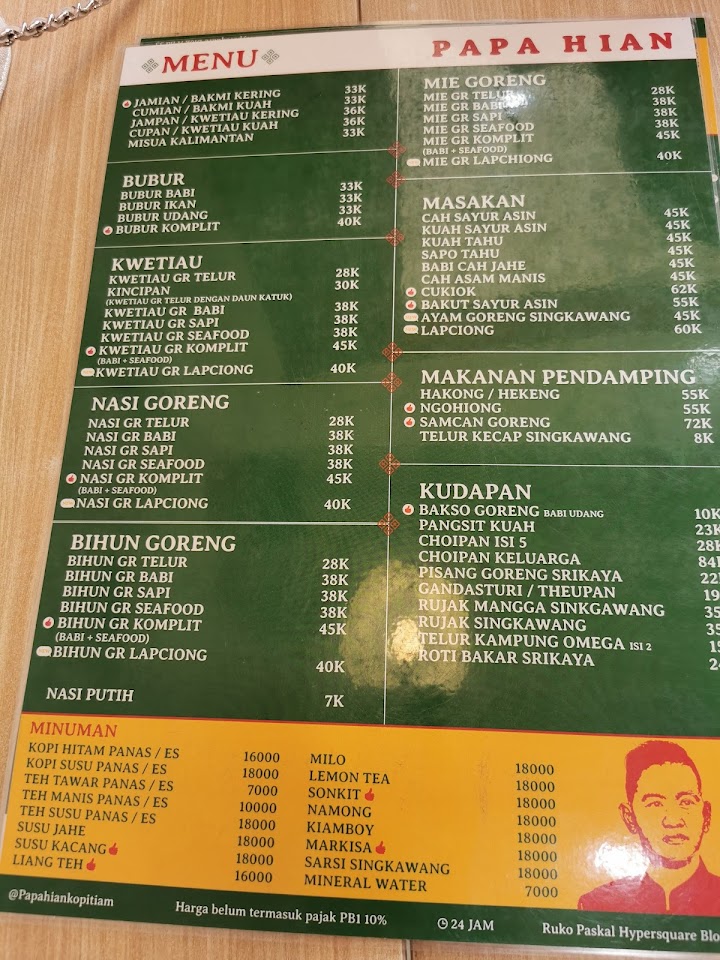 MENU
PAPA HIAN
JAMIAN / BAKMI KERING 33K
CUMIAN / BAKMI KUAH 33K
JAMPAN / KWETIAU KERING 36K
CUPAN / KWETIAU KUAH 36K
MISUA KALIMANTAN 33K
BUBUR
BUBUR BABI 33K
BUBUR IKAN 33K
BUBUR UDANG 33K
BUBUR KOMPLIT 40K
KWETIAU
KWETIAU GR TELUR 28K
KINCIPAN 30K
(KWETIAU GR TELUR DENGAN DAUN KATUK)
KWETIAU GR BABI 38K
KWETIAU GR SAPI 38K
KWETIAU GR SEAFOOD 38K
KWETIAU GR KOMPLIT 45K
(BABI + SEAFOOD)
KWETIAU GR LAPCIONG 40K
NASI GORENG
NASI GR TELUR 28K
NASI GR BABI 38K
NASI GR SAPI 38K
NASI GR SEAFOOD 38K
NASI GR KOMPLIT 45K
(BABI + SEAFOOD)
NASI GR LAPCIONG 40K
BIHUN GORENG
BIHUN GR TELUR 28K
BIHUN GR BABI 38K
BIHUN GR SAPI 38K
BIHUN GR SEAFOOD 38K
BIHUN GR KOMPLIT 45K
(BABI + SEAFOOD)
BIHUN GR LAPCIONG 40K
NASI PUTIH 7K
MIE GORENG
MIE GR TELUR 28K
MIE GR BABI 38K
MIE GR SAPI 38K
MIE GR SEAFOOD 38K
MIE GR KOMPLIT 45K
(BABI + SEAFOOD)
MIE GR LAPCHIONG 40K
MASAKAN
CAH SAYUR ASIN 45K
KUAH SAYUR ASIN 45K
KUAH TAHU 45K
SAPO TAHU 45K
BABI CAH JAHE 45K
CAH ASAM MANIS 45K
CUKIOK 62K
BAKUT SAYUR ASIN 55K
AYAM GORENG SINGKAWANG 45K
LAPCIONG 60K
MAKANAN PENDAMPING
HAKONG / HEKENG 55K
NGOHIONG 55K
SAMCAN GORENG 72K
TELUR KECAP SINGKAWANG 8K
KUDAPAN
BAKSO GORENG BABI UDANG 10K
PANGSIT KUAH 23K
CHOIPAN ISI 5 28K
CHOIPAN KELUARGA 84
PISANG GORENG SRIKAYA 22
GANDASTURI / THEUPAN 19
RUJAK MANGGA SINKGAWANG 35
RUJAK SINGKAWANG 35
TELUR KAMPUNG OMEGA ISI 2
ROTI BAKAR SRIKAYA
MINUMAN
KOPI HITAM PANAS / ES 16000
KOPI SUSU PANAS / ES 18000
TEH TAWAR PANAS / ES 7000
TEH MANIS PANAS / ES 10000
TEH SUSU PANAS / ES 18000
SUSU JAHE 18000
SUSU KACANG 18000
LIANG TEH 16000
MILO 18000
LEMON TEA 18000
SONKIT 18000
NAMONG 18000
KIAMBOY 18000
MARKISA 18000
SARSI SINGKAWANG 18000
MINERAL WATER 7000
@Papahiankopitiam
Harga belum termasuk pajak PB1 10%
24 JAM
Ruko Paskal Hypersquare Blo